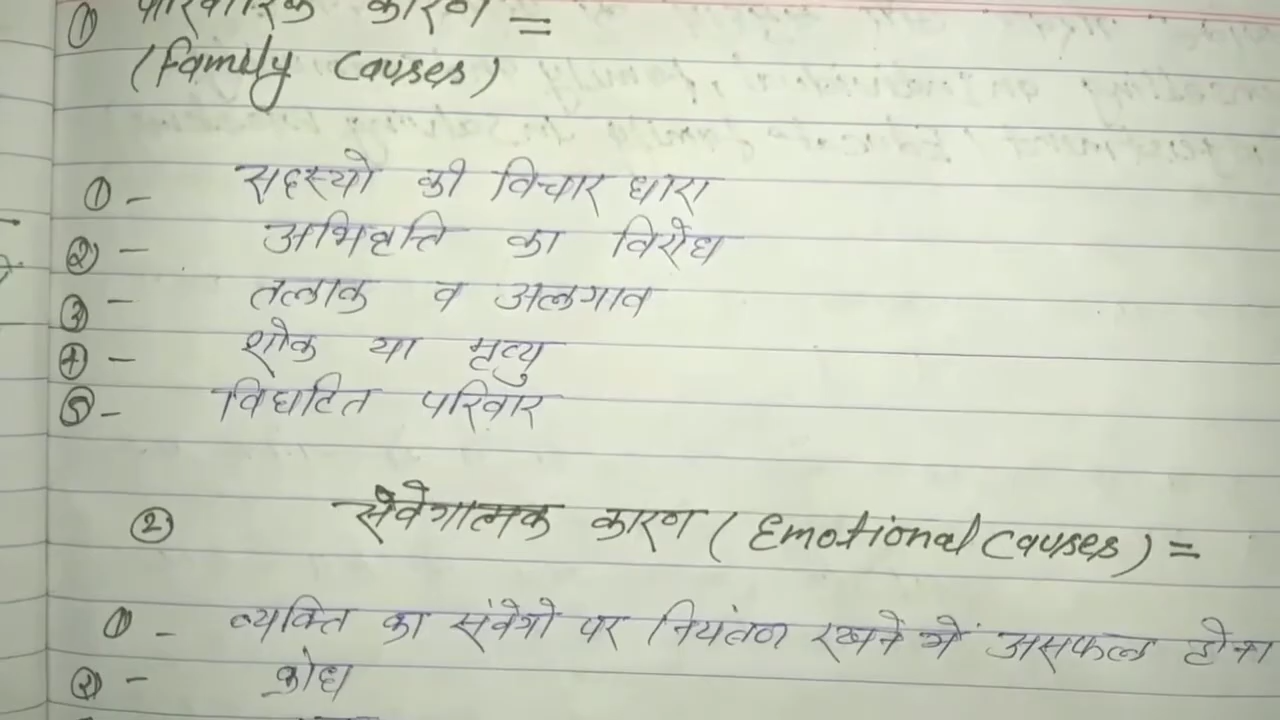 ① पारिवारिक कारण =
(Family Causes)
① - सदस्यो की विचार धारा
② - अभिवृत्ति का विरोध
③ - तलाक व अलगाव
④ - शोक या मृत्यु
⑤ - विघटित परिवार
② संवेगात्मक कारण (Emotional Causes) =
① - व्यक्ति का संवेगो पर नियंतण रखने में असफल होना
② - क्रोध